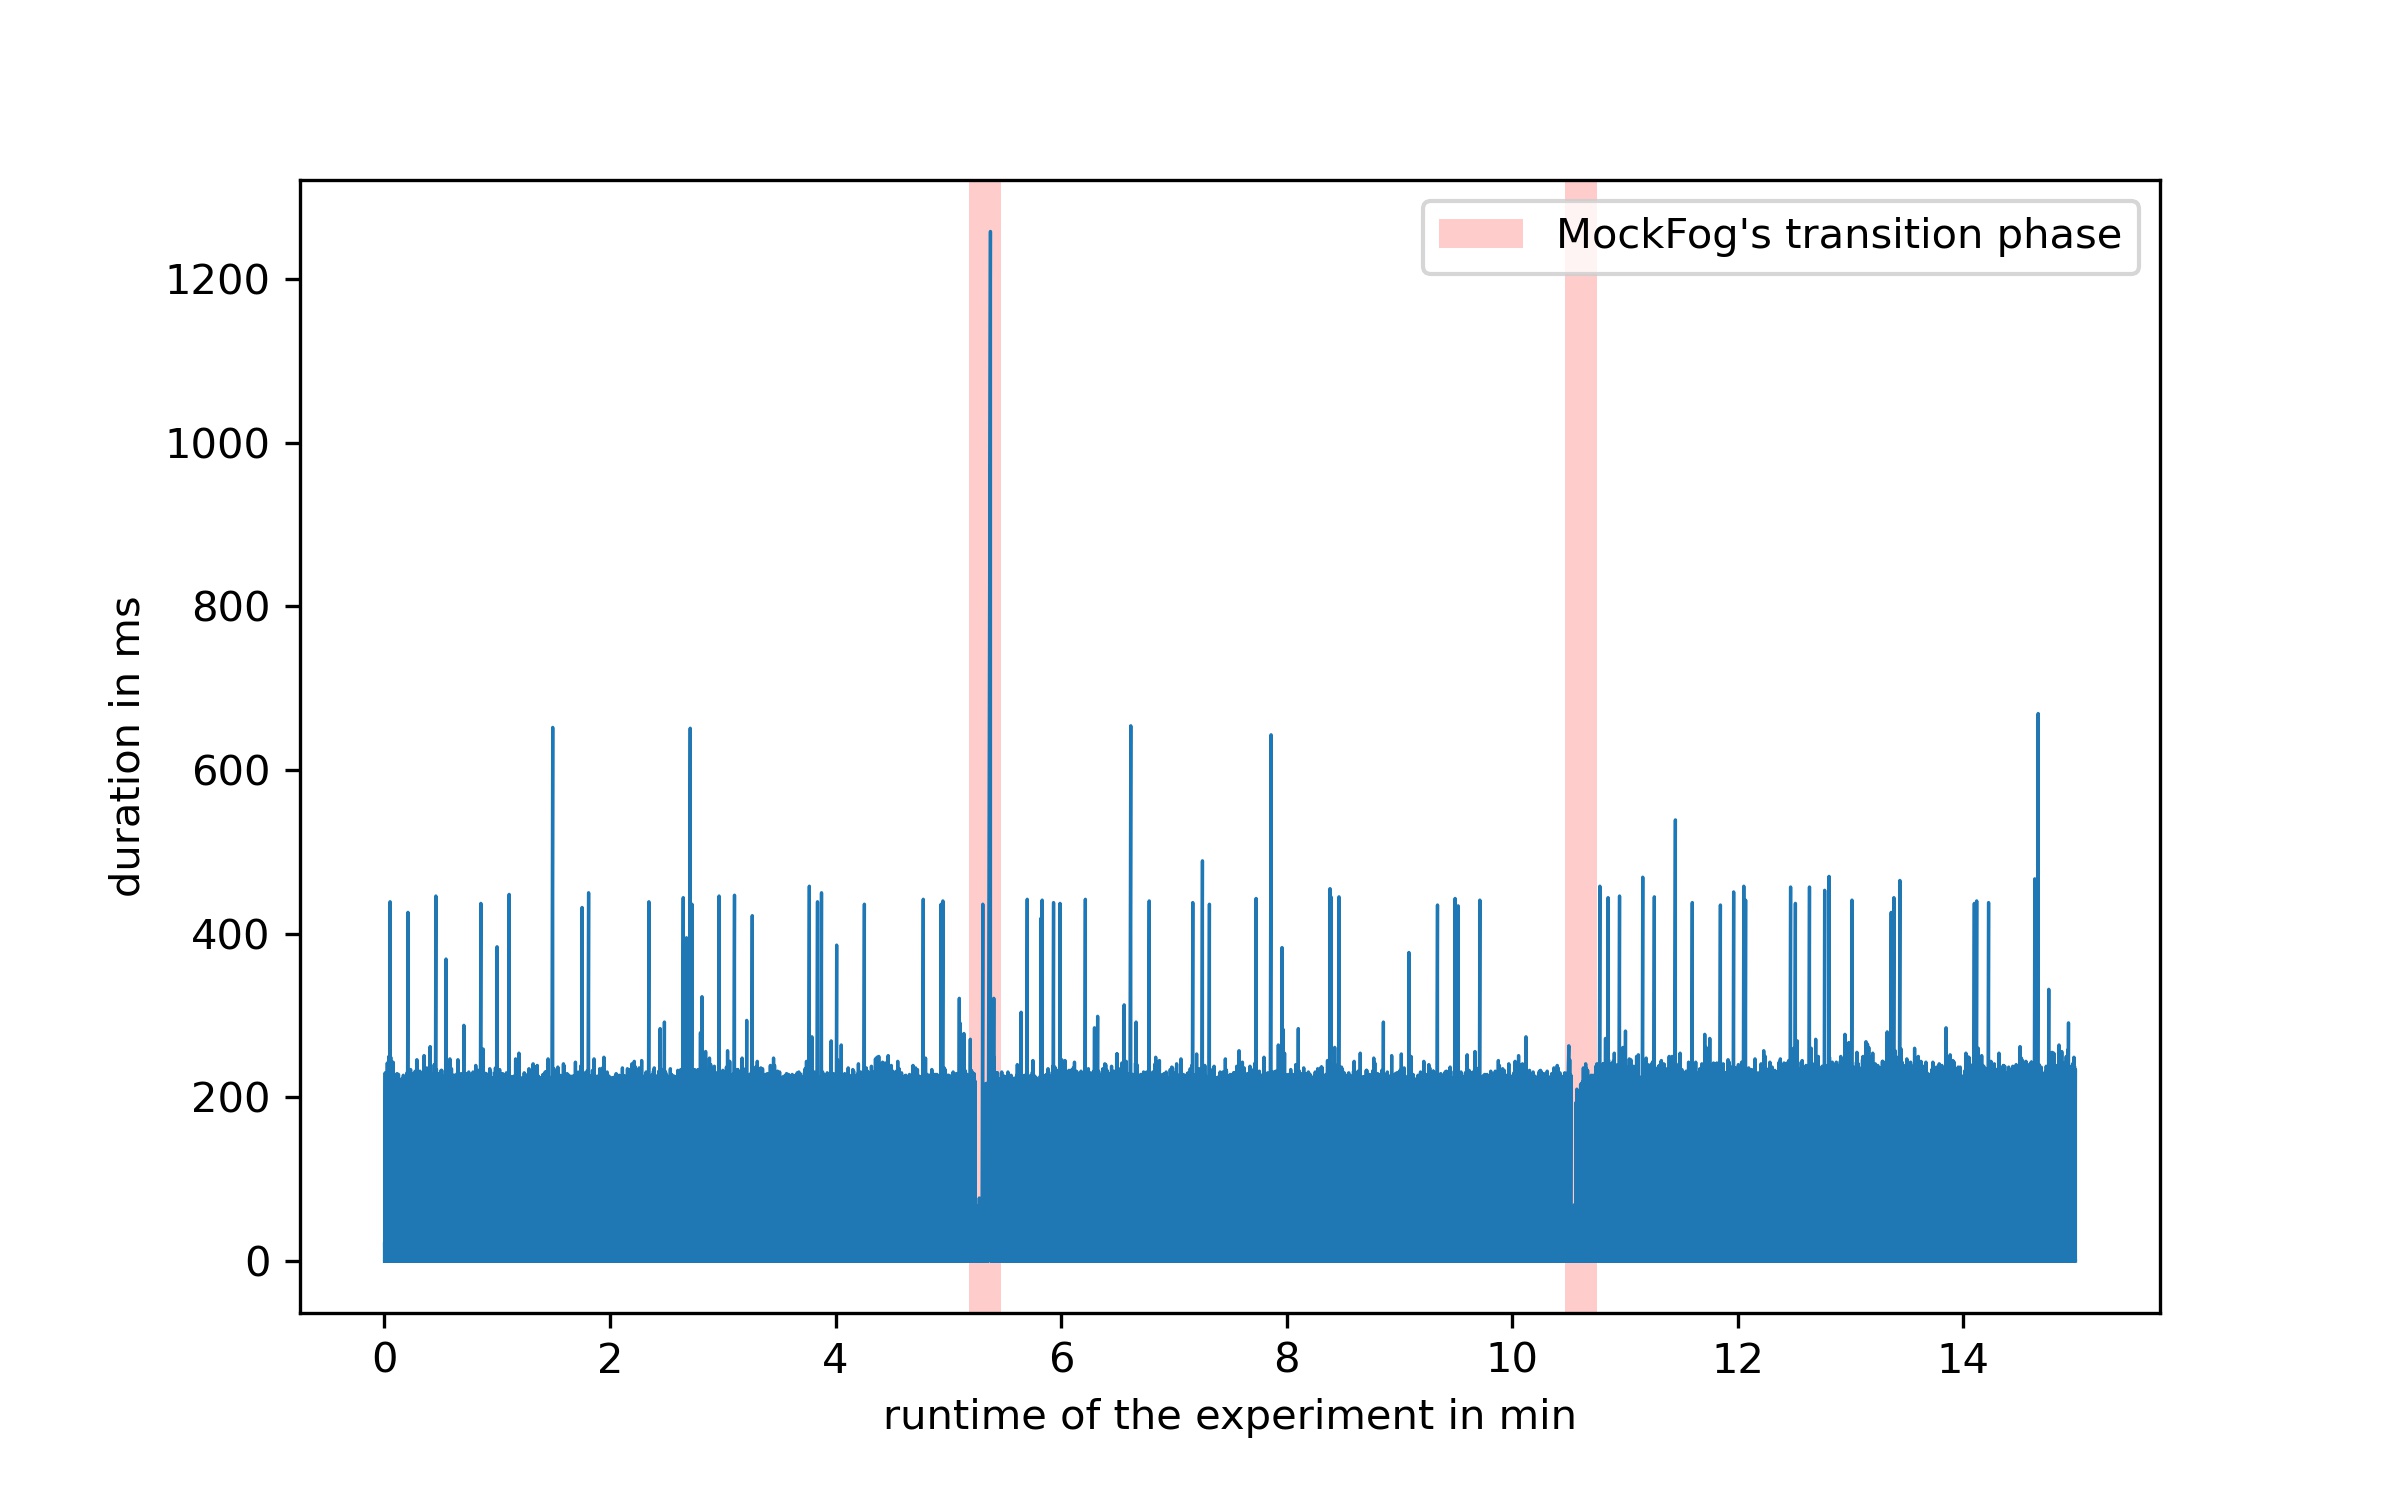 MockFog's transition phase
1200
1000
800
600
400
200
0
duration in ms
0 2 4 6 8 10 12 14
runtime of the experiment in min